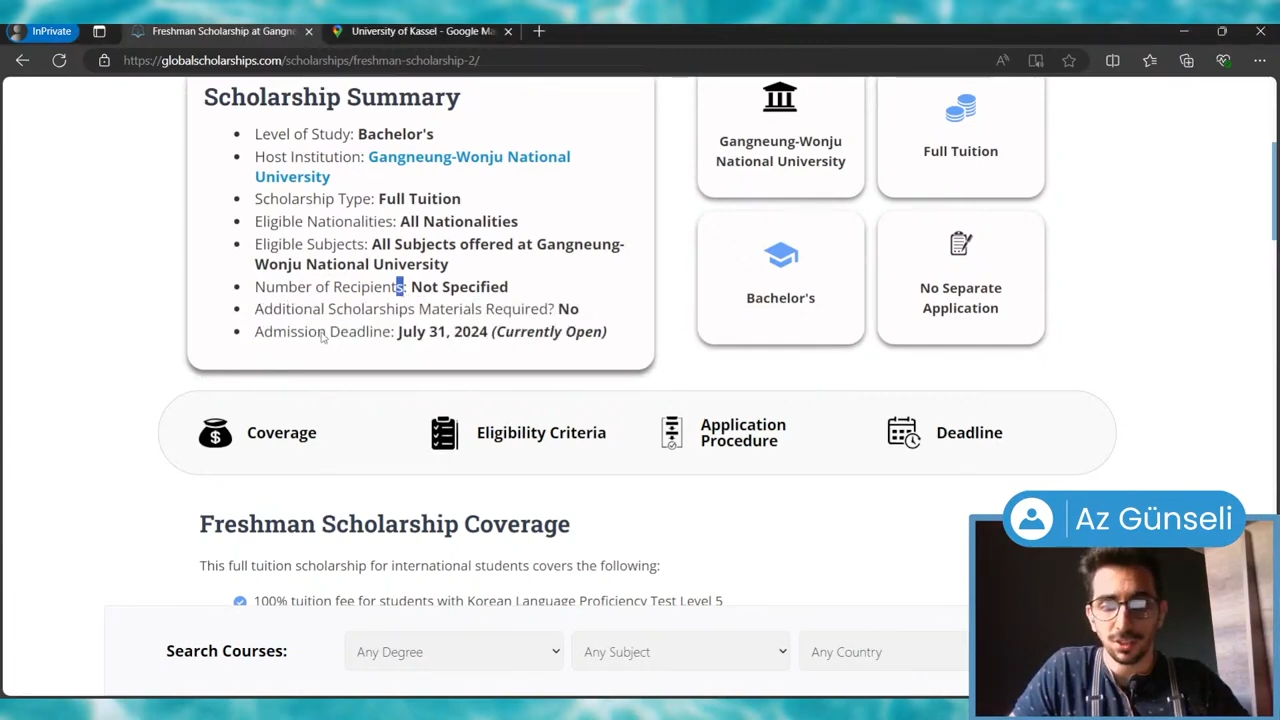 InPrivate
Freshman Scholarship at Gangne
University of Kassel - Google Ma
https://globalscholarships.com/scholarships/freshman-scholarship-2/
Scholarship Summary
Level of Study: Bachelor's
Host Institution: Gangneung-Wonju National
University
Scholarship Type: Full Tuition
Eligible Nationalities: All Nationalities
Eligible Subjects: All Subjects offered at Gangneung-
Wonju National University
Number of Recipients: Not Specified
Additional Scholarships Materials Required? No
Admission Deadline: July 31, 2024 (Currently Open)
Gangneung-Wonju
National University
Full Tuition
Bachelor's
No Separate
Application
Coverage
Eligibility Criteria
Application
Procedure
Deadline
Freshman Scholarship Coverage
This full tuition scholarship for international students covers the following:
100% tuition fee for students with Korean Language Proficiency Test Level 5
Search Courses:
Any Degree
Any Subject
Any Country
Az Günseli